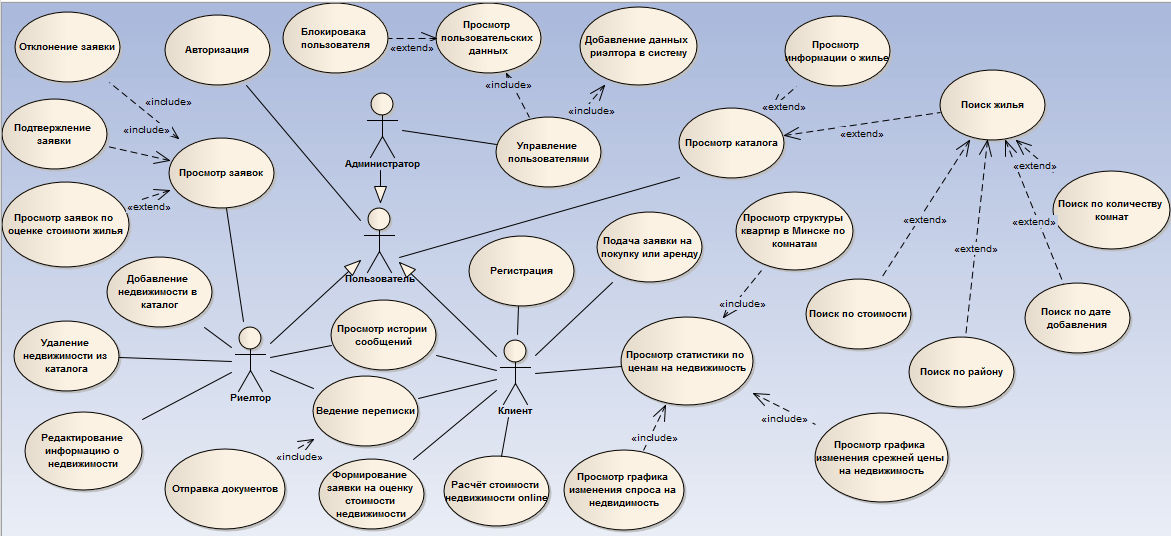 Отклонение заявки
Авторизация
Блокировака
пользователя
«extend»
Просмотр
пользовательских
данных
Добавление данных
риэлтора в систему
Просмотр
информации о жилье
«include»
«include»
«include»
«include»
«extend»
Поиск жилья
Подтвержление
заявки
Администратор
Управление
пользователями
Просмотр каталога
«extend»
Просмотр заявок
«extend»
Просмотр заявок по
оценке стоимоти жилья
Пользователь
Просмотр структуры
квартир в Минске по
комнатам
Подача заявки на
покупку или аренду
Регистрация
«extend»
Поиск по количеству
комнат
«extend»
«extend»
«extend»
Добавление
недвижимости в
каталог
«include»
Поиск по стоимости
Поиск по дате
добавления
Удаление
недвижимости из
каталога
Просмотр истории
сообщений
Просмотр статистики по
ценам на недвижимость
Поиск по району
Риелтор
Ведение переписки
Клиент
«include»
Редактирование
информацию о
недвижимости
«include»
«include»
Отправка документов
Формирование
заявки на оценку
стоимости
недвижимости
Расчёт стоимости
недвижимости online
Просмотр графика
изменения спроса на
недвидимость
Просмотр графика
изменения срежней цены
на недвижимость